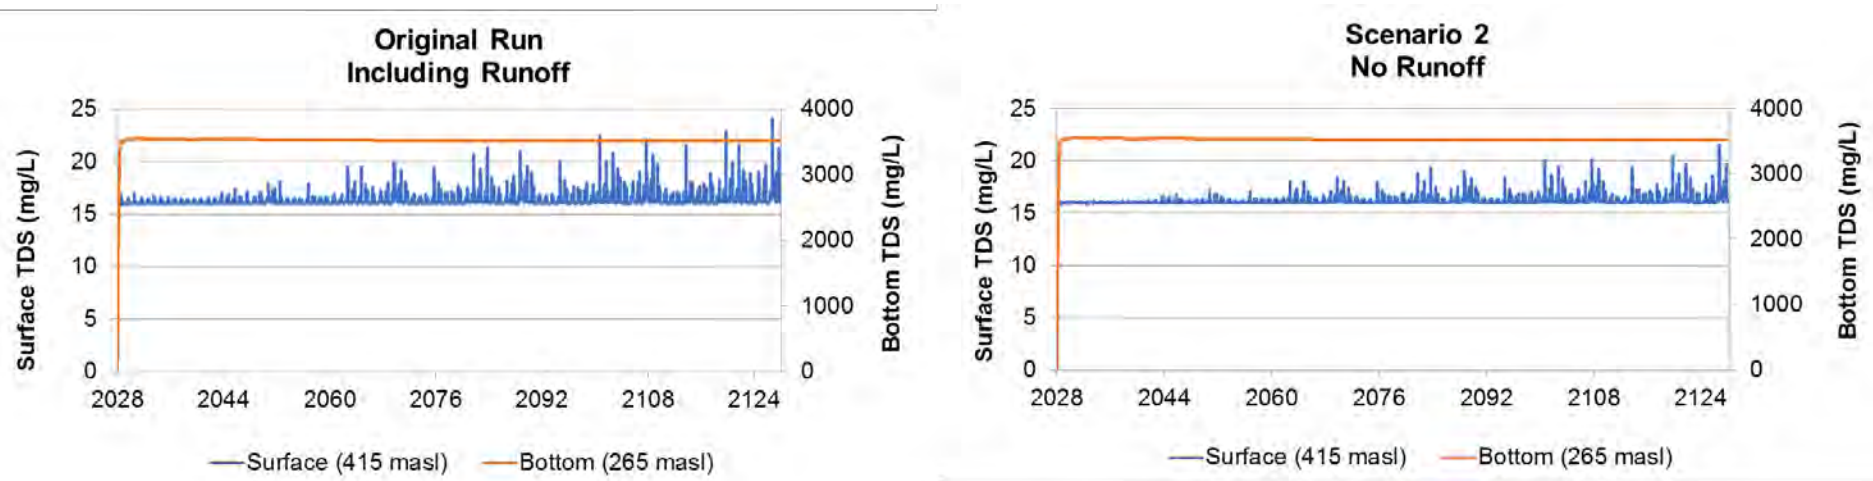 Original Run
Including Runoff
Surface TDS (mg/L)
25
20
15
10
5
0
4000
3000
2000
1000
0
Bottom TDS (mg/L)
2028 2044 2060 2076 2092 2108 2124
Surface (415 masl) Bottom (265 masl)
Scenario 2
No Runoff
Surface TDS (mg/L)
25
20
15
10
5
0
4000
3000
2000
1000
0
Bottom TDS (mg/L)
2028 2044 2060 2076 2092 2108 2124
Surface (415 masl) Bottom (265 masl)